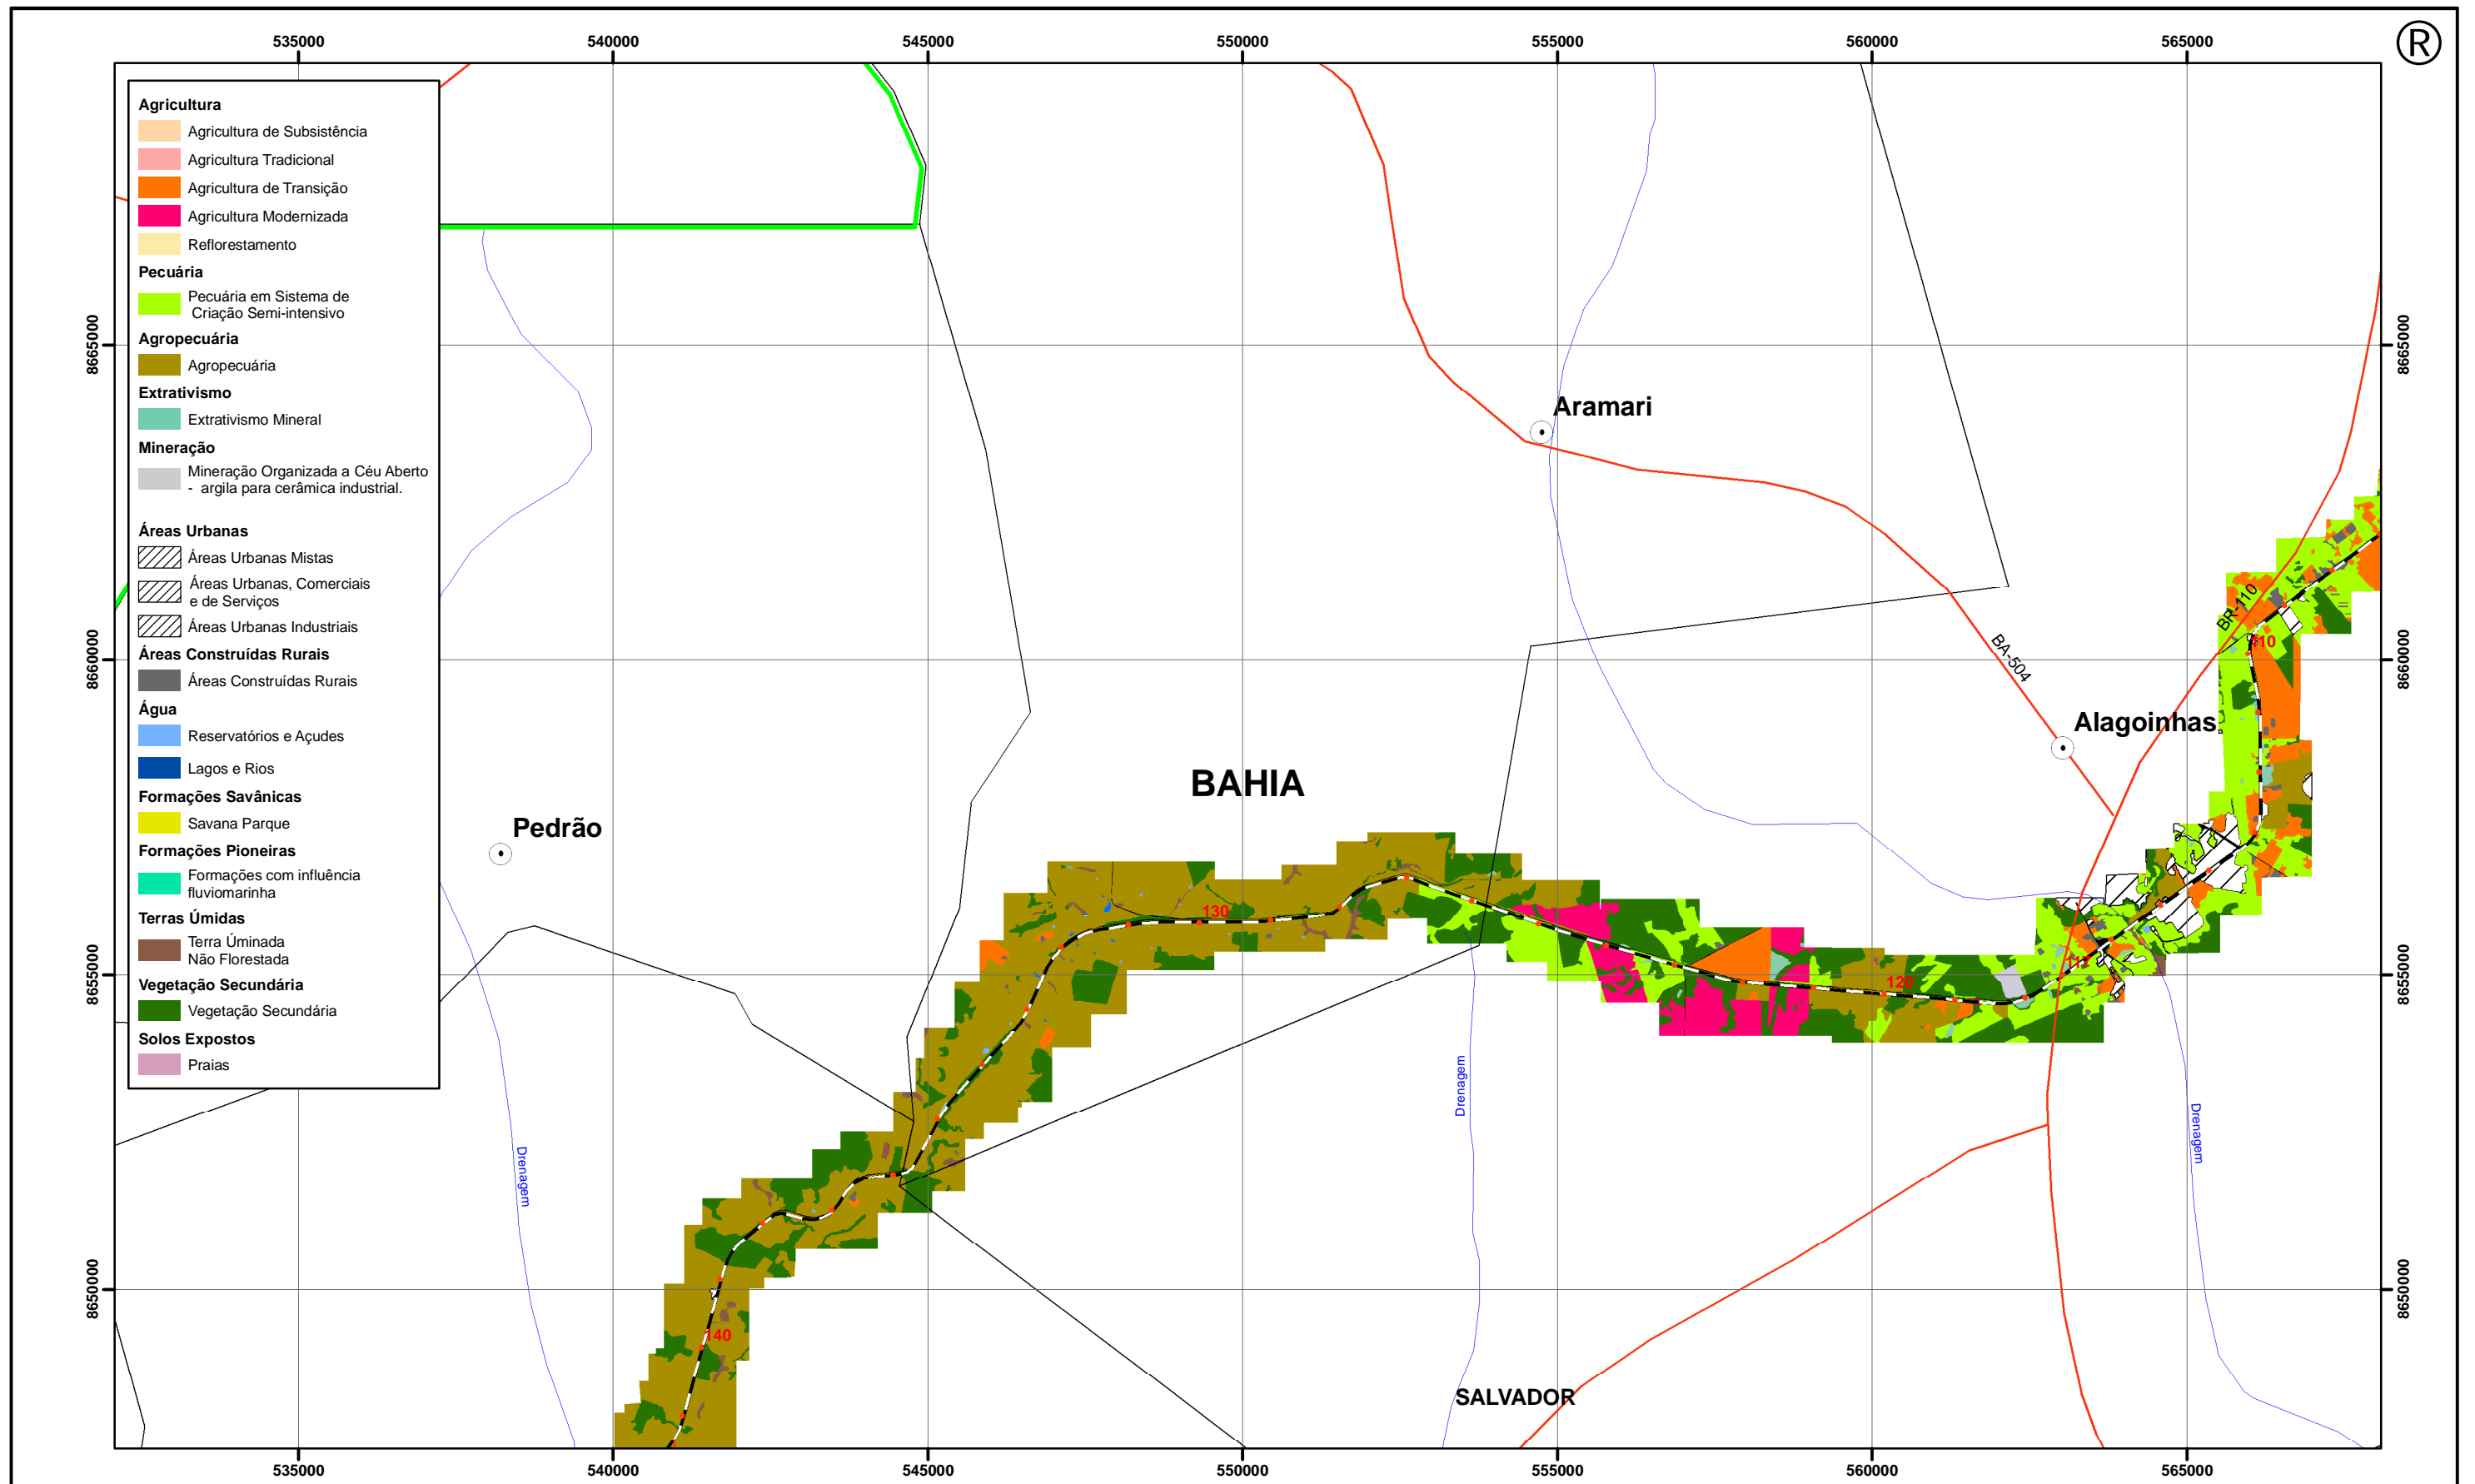 ®
535000
540000
545000
550000
555000
560000
565000
Agricultura
Agricultura de Subsistência
Agricultura Tradicional
Agricultura de Transição
Agricultura Modernizada
Reflorestamento
Pecuária
Pecuária em Sistema de
Criação Semi-intensivo
Agropecuária
Agropecuária
Extrativismo
Extrativismo Mineral
Mineração
Mineração Organizada a Céu Aberto
- argila para cerâmica industrial.
Áreas Urbanas
Áreas Urbanas Mistas
Áreas Urbanas, Comerciais
e de Serviços
Áreas Urbanas Industriais
Áreas Construídas Rurais
Áreas Construídas Rurais
Água
Reservatórios e Açudes
Lagos e Rios
Formações Savânicas
Savana Parque
Formações Pioneiras
Formações com influência
fluviomarinha
Terras Úmidas
Terra Úminada
Não Florestada
Vegetação Secundária
Vegetação Secundária
Solos Expostos
Praias
8665000
8660000
8655000
8650000
8665000
8660000
8655000
8650000
Aramari
BR-110
110
BA-504
Alagoinhas
BAHIA
Pedrão
130
117
120
Drenagem
Drenagem
Drenagem
140
SALVADOR
535000
540000
545000
550000
555000
560000
565000